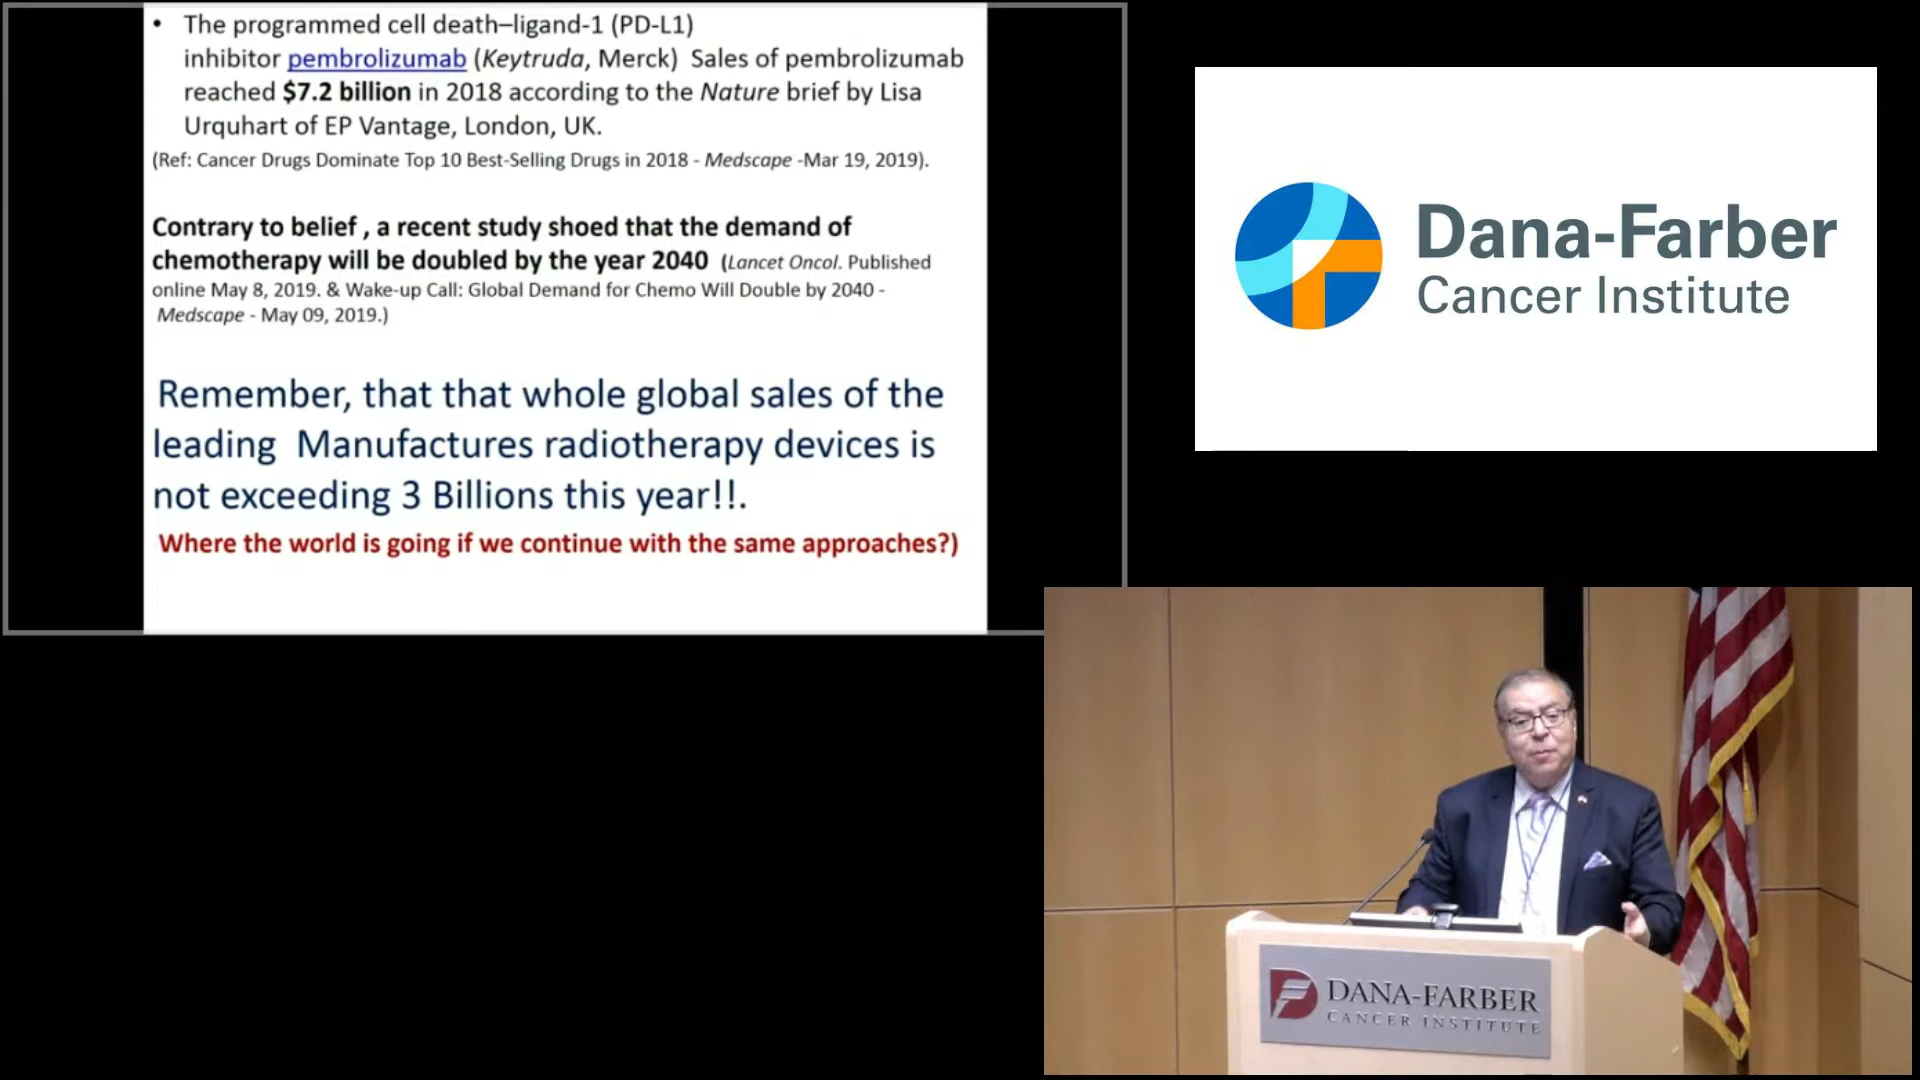 • The programmed cell death–ligand-1 (PD-L1)
inhibitor pembrolizumab (Keytruda, Merck)  Sales of pembrolizumab
reached $7.2 billion in 2018 according to the Nature brief by Lisa
Urquhart of EP Vantage, London, UK.
(Ref: Cancer Drugs Dominate Top 10 Best-Selling Drugs in 2018 - Medscape -Mar 19, 2019).
Contrary to belief , a recent study shoed that the demand of
chemotherapy will be doubled by the year 2040  (Lancet Oncol. Published
online May 8, 2019. & Wake-up Call: Global Demand for Chemo Will Double by 2040 -
Medscape - May 09, 2019.)
Remember, that that whole global sales of the
leading  Manufactures radiotherapy devices is
not exceeding 3 Billions this year!!.
Where the world is going if we continue with the same approaches?)
Dana-Farber
Cancer Institute
DANA-FARBER
CANCER INSTITUTE